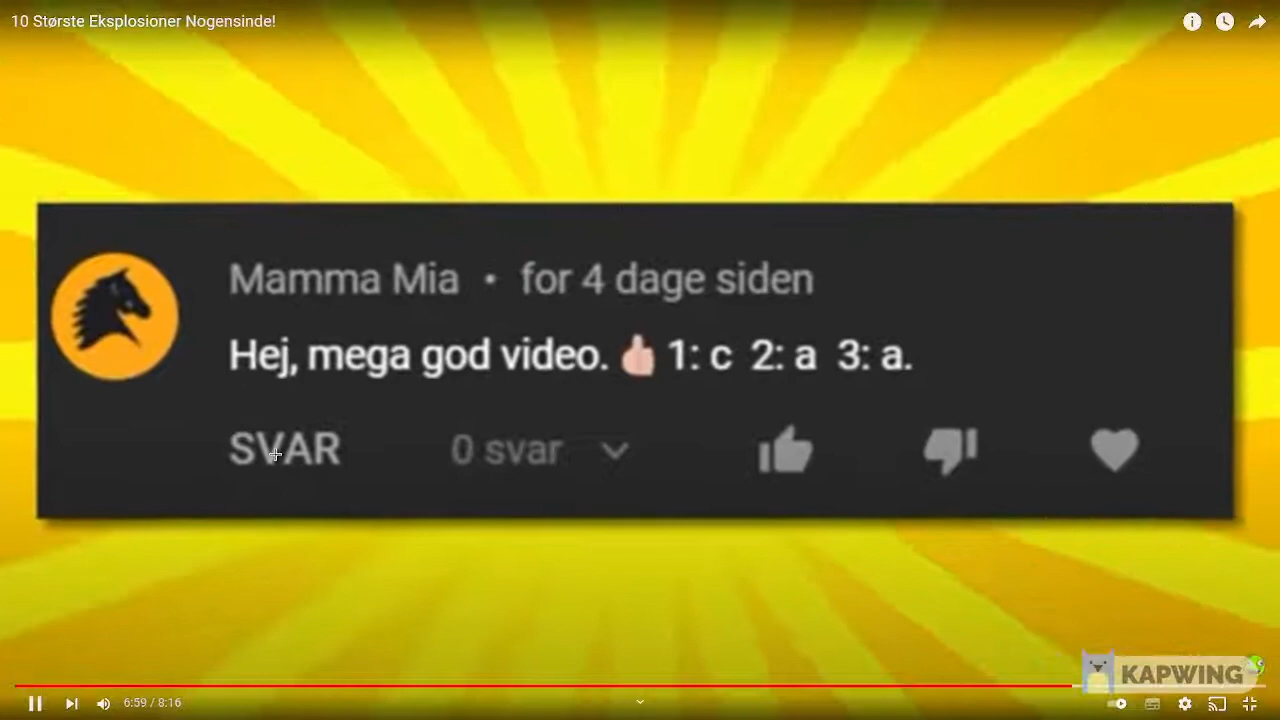 10 Største Eksplosioner Nogensinde!
Mamma Mia • for 4 dage siden
Hej, mega god video. 👍 1: c 2: a 3: a.
SVAR 0 svar
KAPWING
6:59 / 8:16